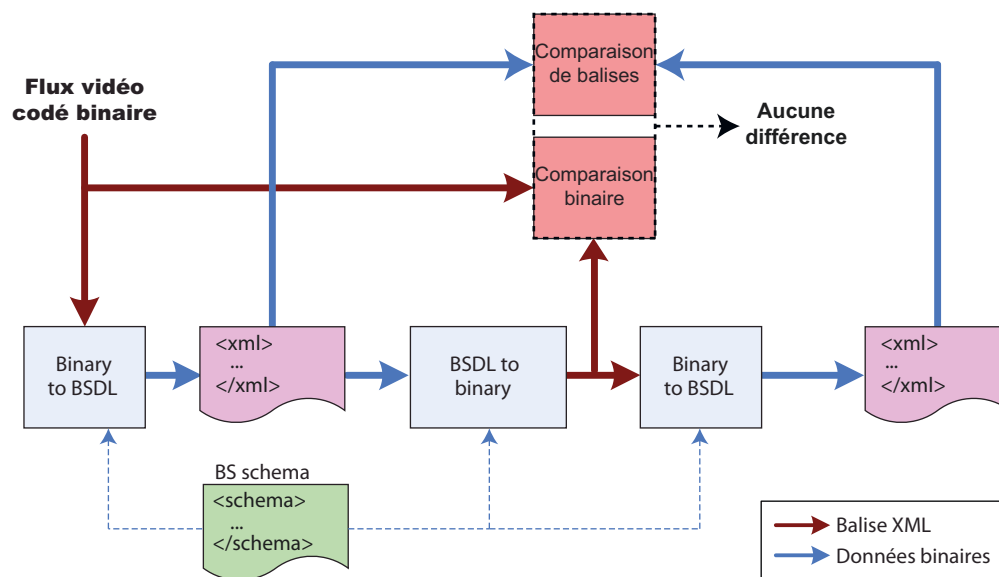 Comparaison
de balises
Flux vidéo
codé binaire
Aucune
différence
Comparaison
binaire
Binary
to BSDL
<xml>
...
</xml>
BSDL to
binary
Binary
to BSDL
<xml>
...
</xml>
BS schema
<schema>
...
</schema>
Balise XML
Données binaires